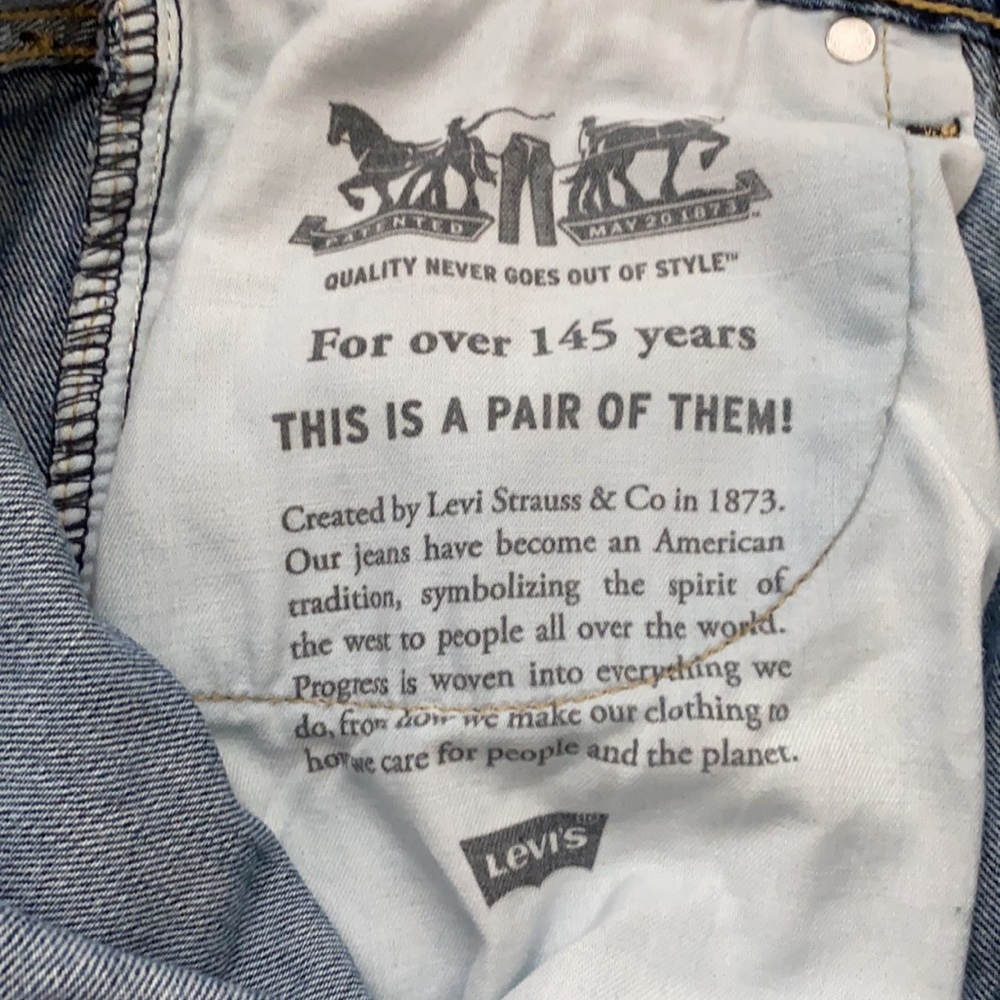 PATENTED MAY 20 1873 ™
QUALITY NEVER GOES OUT OF STYLE™
For over 145 years
THIS IS A PAIR OF THEM!
Created by Levi Strauss & Co in 1873.
Our jeans have become an American
tradition, symbolizing the spirit of
the west to people all over the world.
Progress is woven into everything we
do, from how we make our clothing to
how we care for people and the planet.
LEVI'S